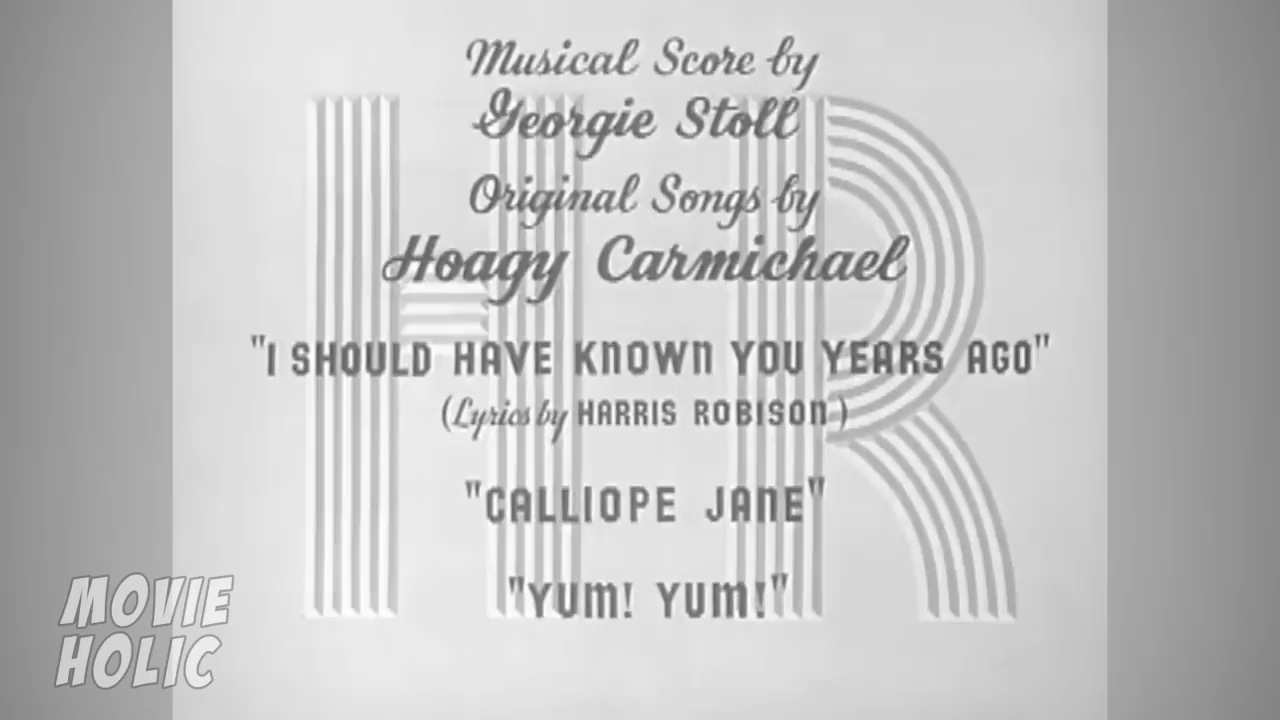 Musical Score by
Georgie Stoll
Original Songs by
Hoagy Carmichael
"I SHOULD HAVE KNOWN YOU YEARS AGO"
(Lyrics by HARRIS ROBISON)
"CALLIOPE JANE"
"YUM! YUM!"
HR
MOVIE
HOLIC